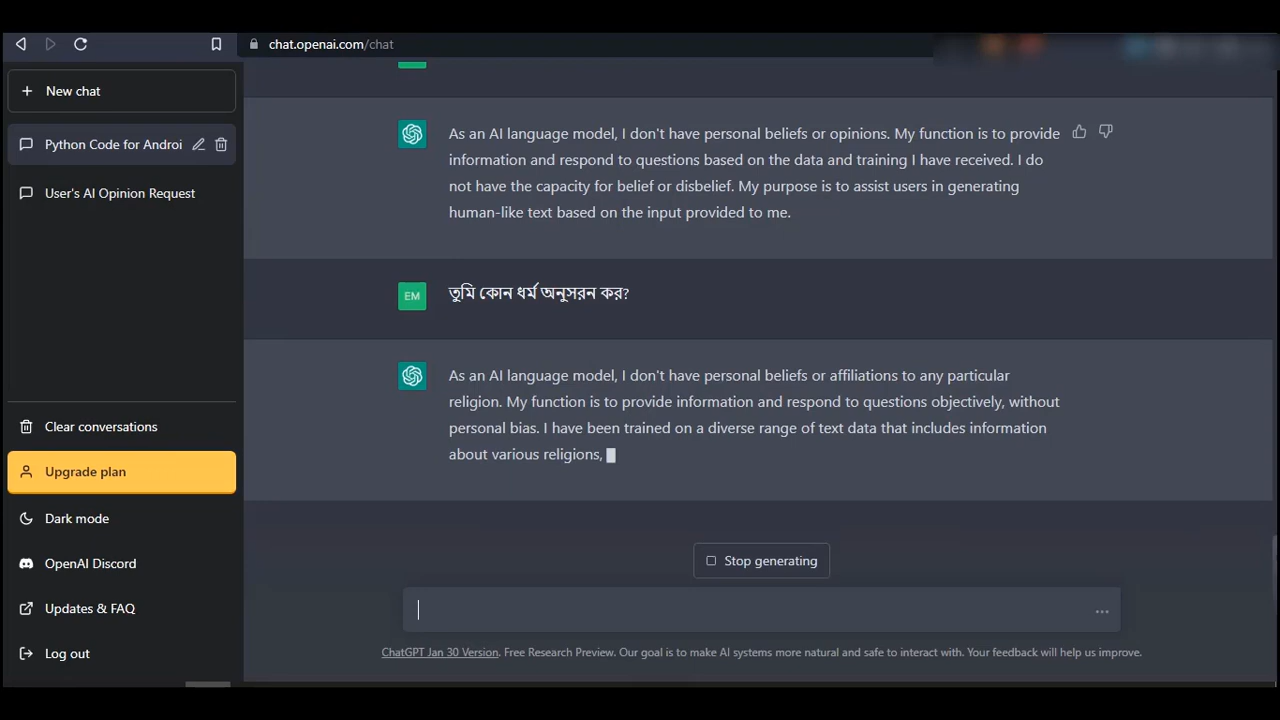 chat.openai.com/chat
New chat
Python Code for Androi
User's AI Opinion Request
Clear conversations
Upgrade plan
Dark mode
OpenAI Discord
Updates & FAQ
Log out
As an AI language model, I don't have personal beliefs or opinions. My function is to provide
information and respond to questions based on the data and training I have received. I do
not have the capacity for belief or disbelief. My purpose is to assist users in generating
human-like text based on the input provided to me.
EM
তুমি কোন ধর্ম অনুসরন কর?
As an AI language model, I don't have personal beliefs or affiliations to any particular
religion. My function is to provide information and respond to questions objectively, without
personal bias. I have been trained on a diverse range of text data that includes information
about various religions,
Stop generating
ChatGPT Jan 30 Version. Free Research Preview. Our goal is to make AI systems more natural and safe to interact with. Your feedback will help us improve.